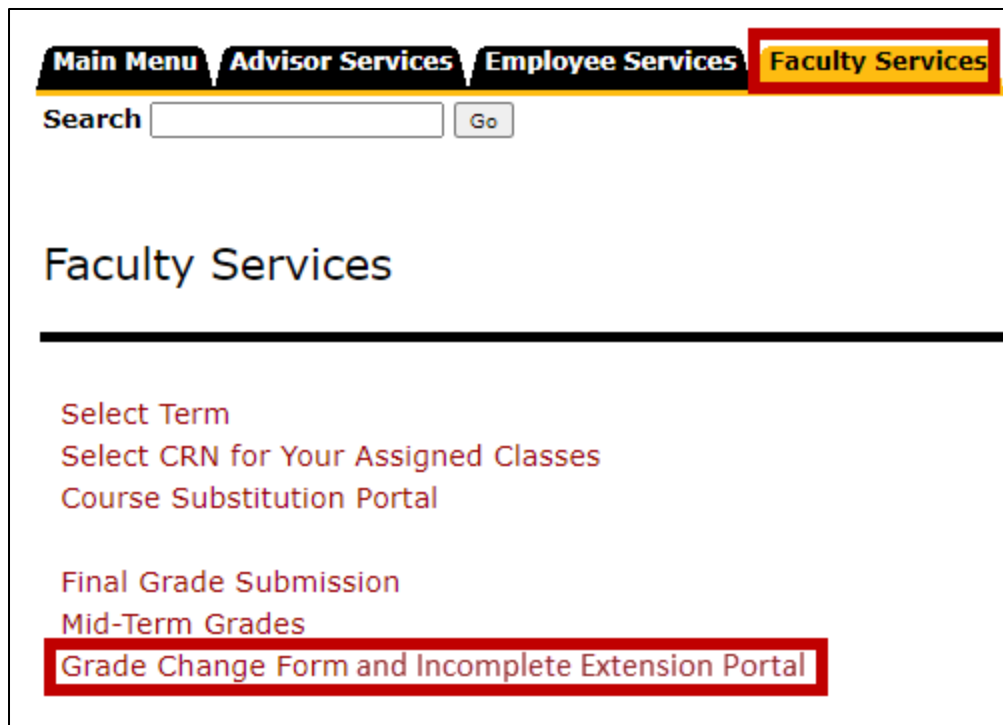 Main Menu Advisor Services Employee Services Faculty Services
Search Go
Faculty Services
Select Term
Select CRN for Your Assigned Classes
Course Substitution Portal
Final Grade Submission
Mid-Term Grades
Grade Change Form and Incomplete Extension Portal